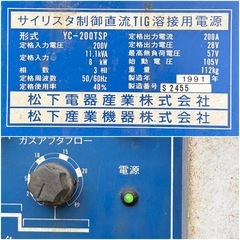 サイリスタ制御直流TIG溶接用電源
形式 YC-200TSP
定格出力電流 200A
定格入力電圧 200V
定格出力電圧 28V
定格入力 11.1kVA 8 kW
最高無負荷電圧 57V
始動電圧 105V
相数 3相
質量 112kg
定格周波数 50/60Hz
製造年 1991年
定格使用率 40%
製造番号 S 2455
松下電器産業株式会社
松下産業機器株式会社
ガスアフタフロー
電源